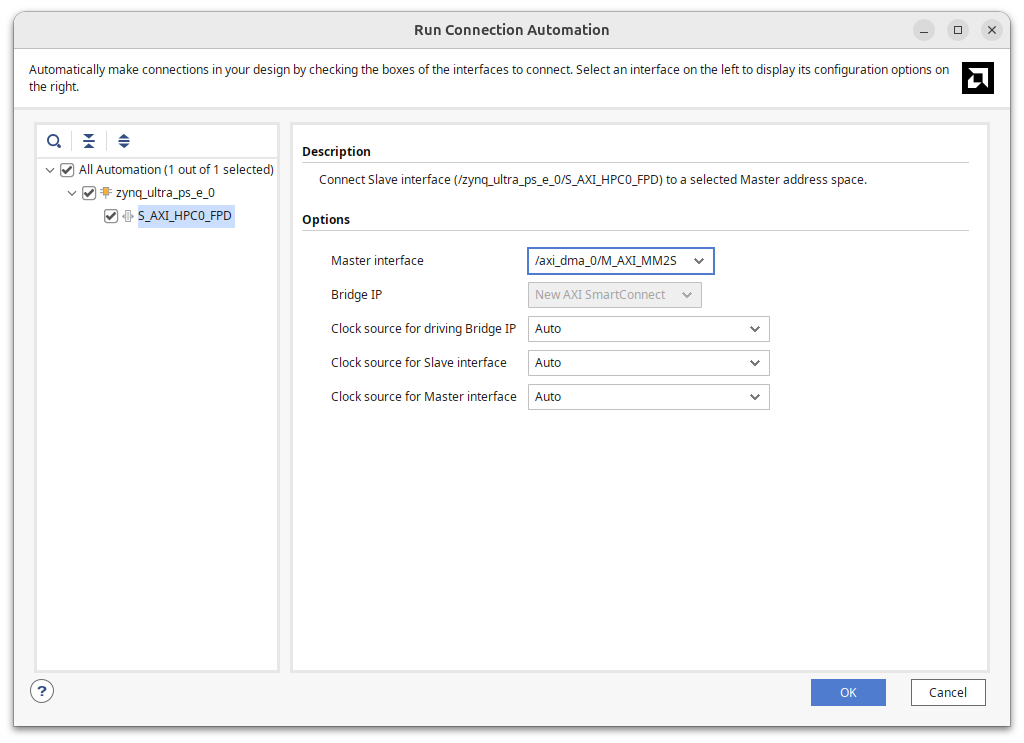 Run Connection Automation
Automatically make connections in your design by checking the boxes of the interfaces to connect. Select an interface on the left to display its configuration options on
the right.
All Automation (1 out of 1 selected)
zynq_ultra_ps_e_0
S_AXI_HPC0_FPD
Description
Connect Slave interface (/zynq_ultra_ps_e_0/S_AXI_HPC0_FPD) to a selected Master address space.
Options
Master interface /axi_dma_0/M_AXI_MM2S
Bridge IP New AXI SmartConnect
Clock source for driving Bridge IP Auto
Clock source for Slave interface Auto
Clock source for Master interface Auto
? OK Cancel